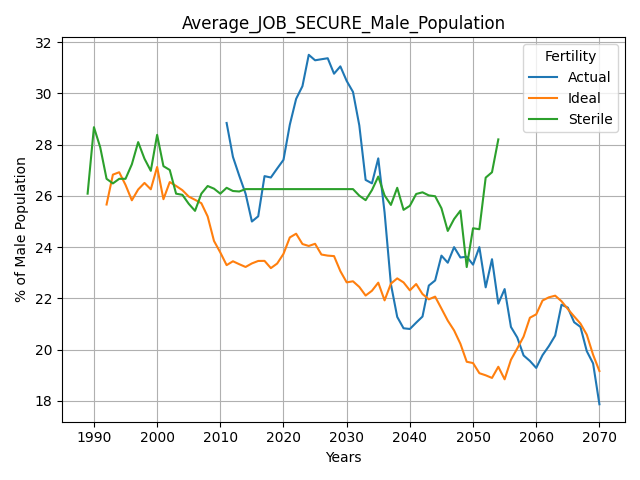 Average_JOB_SECURE_Male_Population
% of Male Population
32
30
28
26
24
22
20
18
Fertility
Actual
Ideal
Sterile
1990 2000 2010 2020 2030 2040 2050 2060 2070
Years